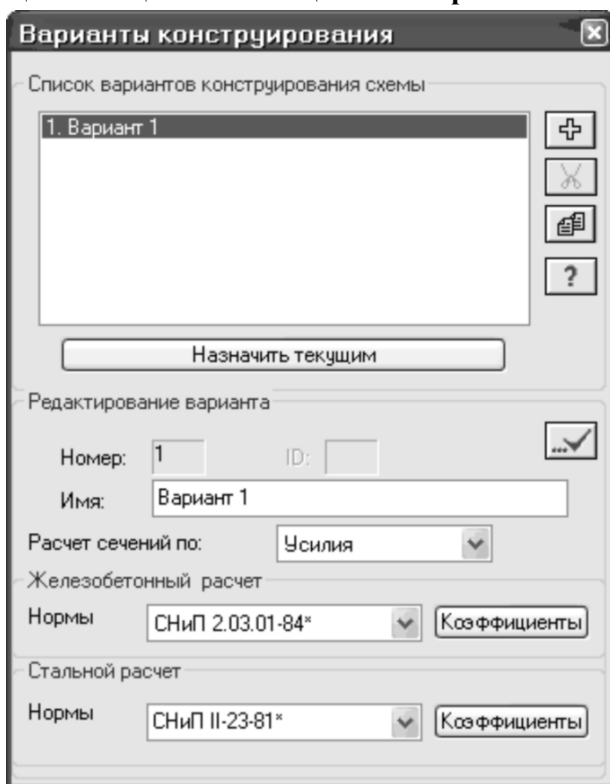 Варианты конструирования
Список вариантов конструирования схемы
1. Вариант 1
?
Назначить текущим
Редактирование варианта
Номер: 1 ID:
Имя: Вариант 1
Расчет сечений по: Усилия
Железобетонный расчет
Нормы СНиП 2.03.01-84* Коэффициенты
Стальной расчет
Нормы СНиП II-23-81* Коэффициенты